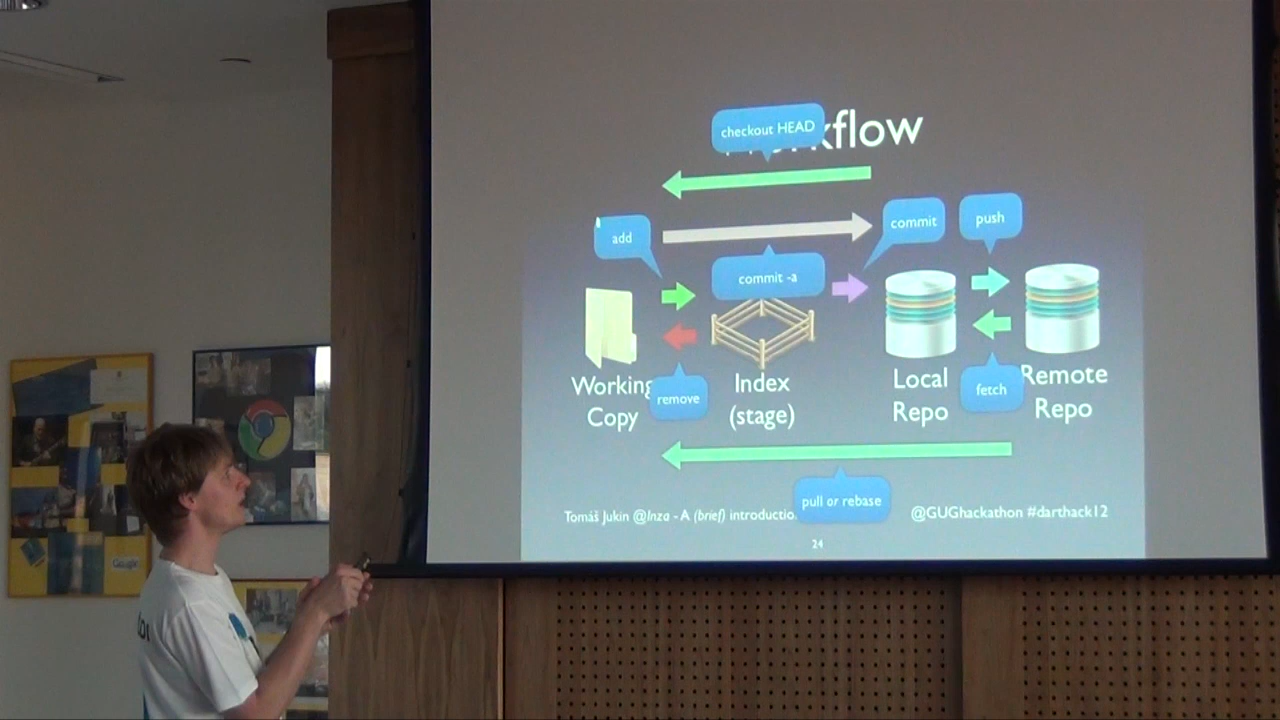 checkout HEAD
kflow
add
commit
push
commit -a
Working
Copy
remove
Index
(stage)
Local
Repo
fetch
Remote
Repo
pull or rebase
Tomáš Jukin @Inza - A (brief) introductio
@GUGhackathon #darthack12
24
Google